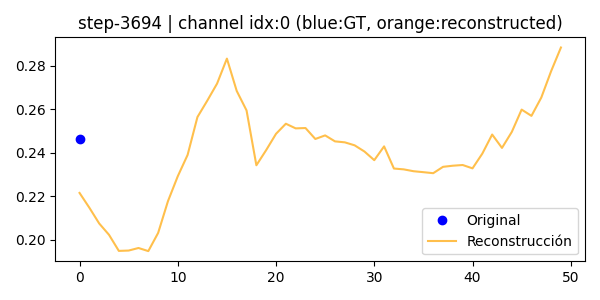 step-3694 | channel idx:0 (blue:GT, orange:reconstructed)
0.28
0.26
0.24
0.22
0.20
0 10 20 30 40 50
Original
Reconstrucción